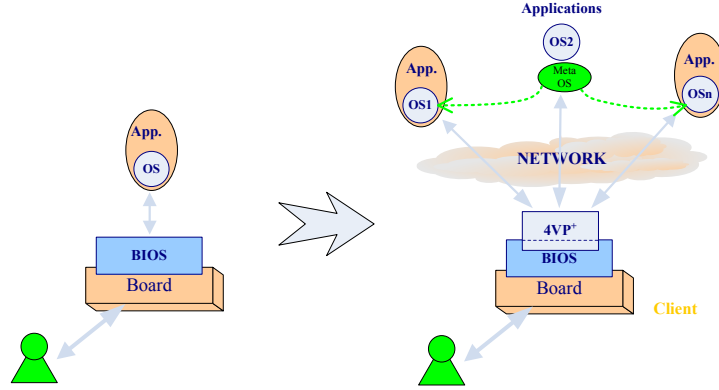 App.
OS
BIOS
Board
Applications
OS2
Meta
OS
App.
OS1
App.
OSn
NETWORK
4VP+
BIOS
Board
Client